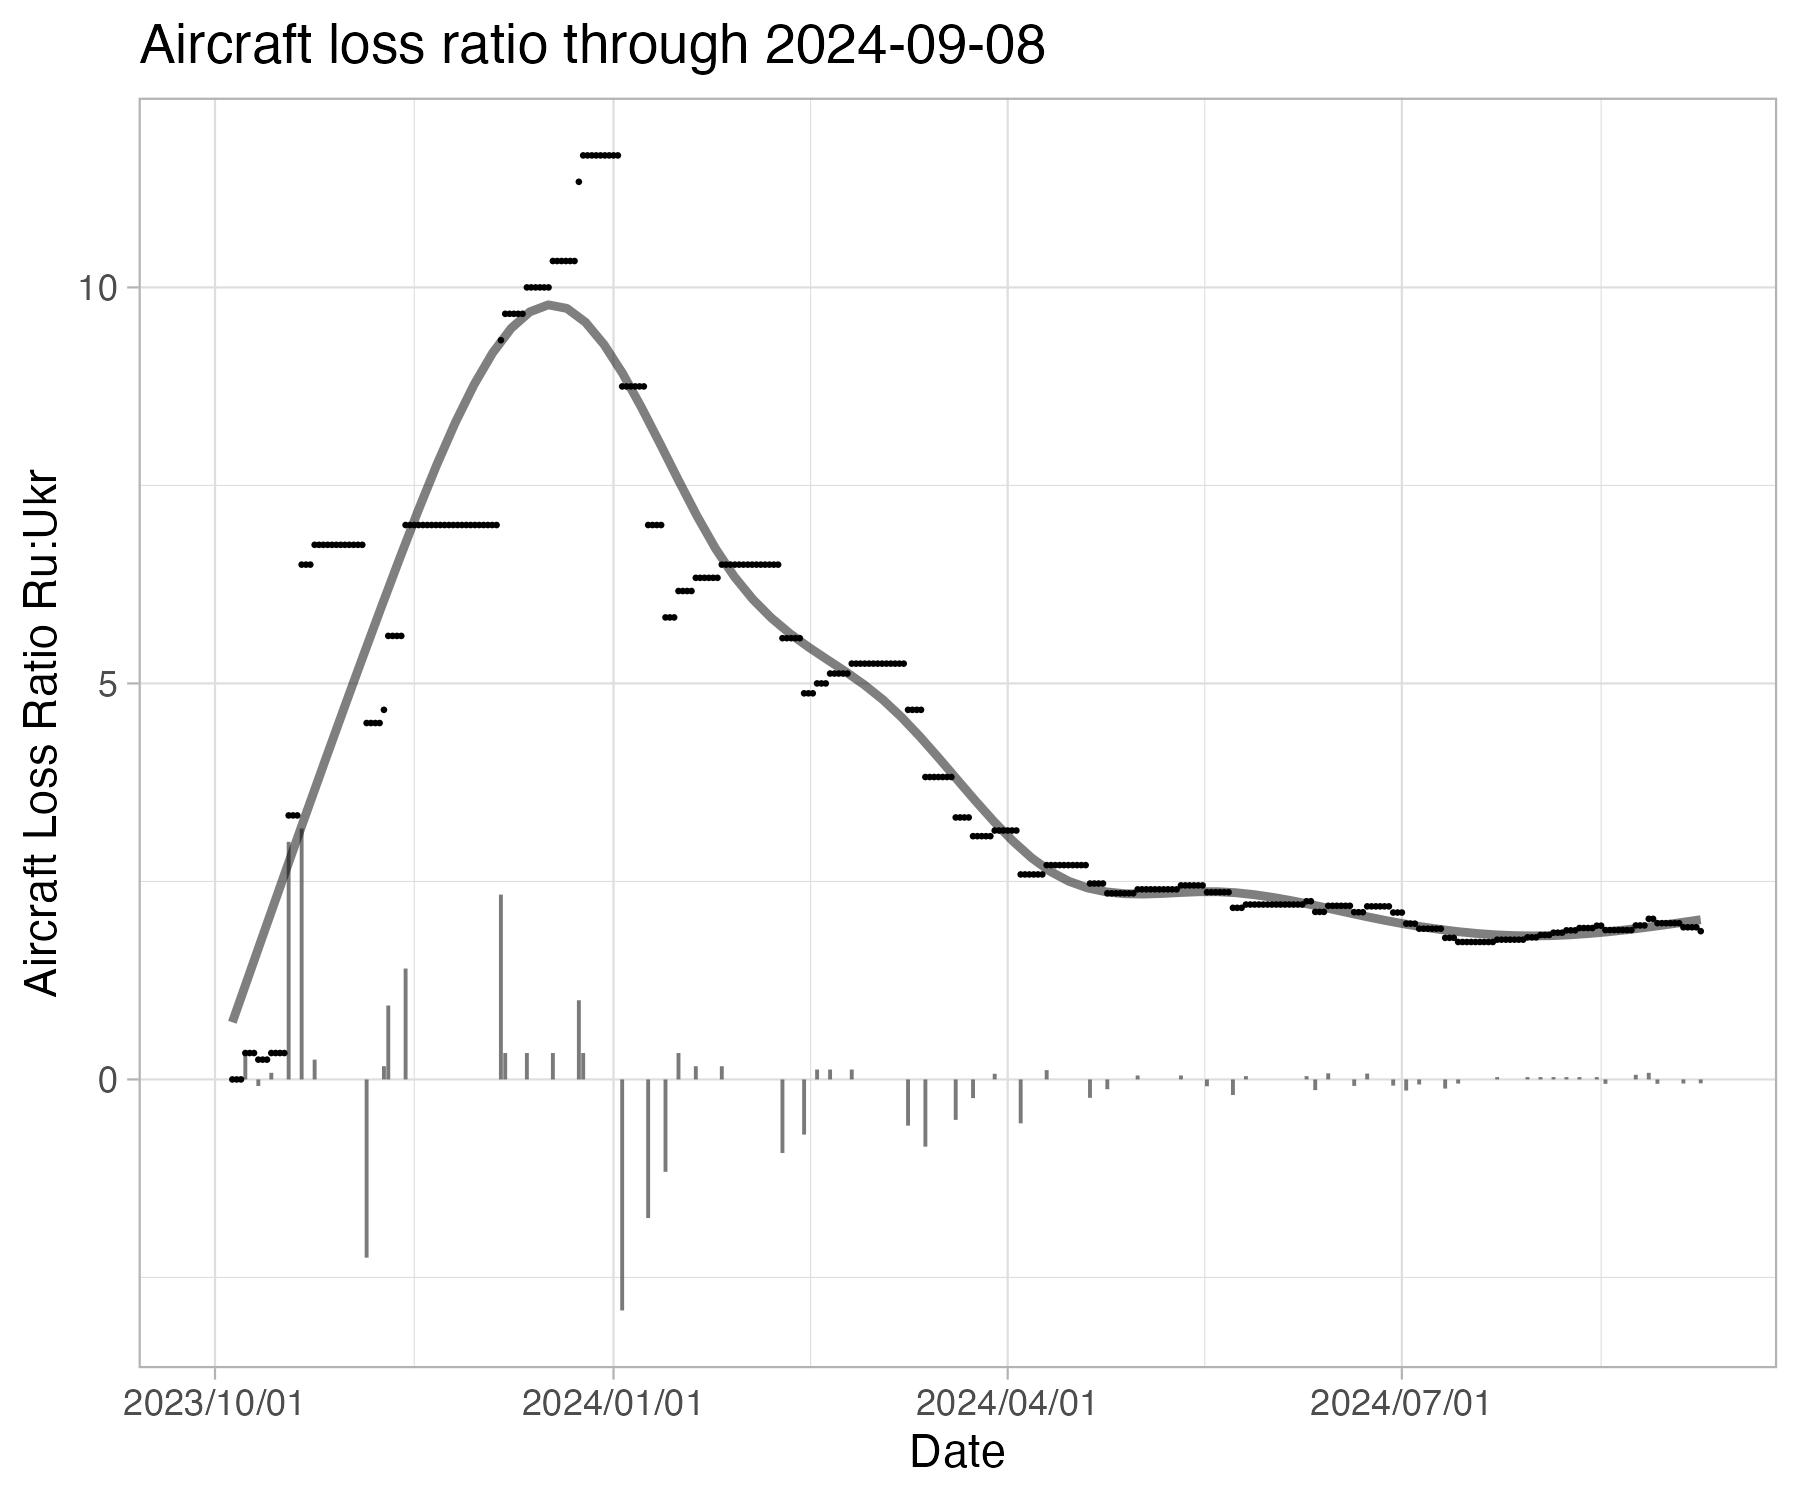 Aircraft loss ratio through 2024-09-08
Aircraft Loss Ratio Ru:Ukr
10
5
0
2023/10/01
2024/01/01
2024/04/01
2024/07/01
Date